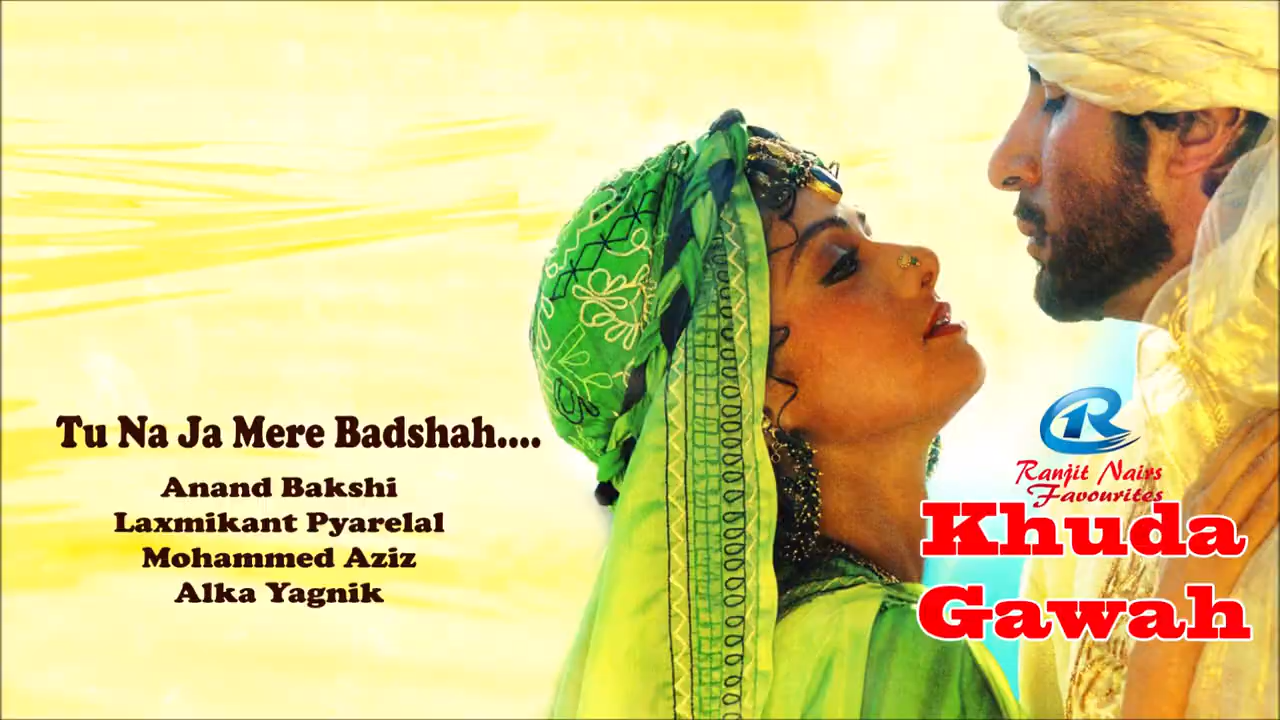 Tu Na Ja Mere Badshah....
Anand Bakshi
Laxmikant Pyarelal
Mohammed Aziz
Alka Yagnik
R
Ranjit Nairs
Favourites
Khuda
Gawah